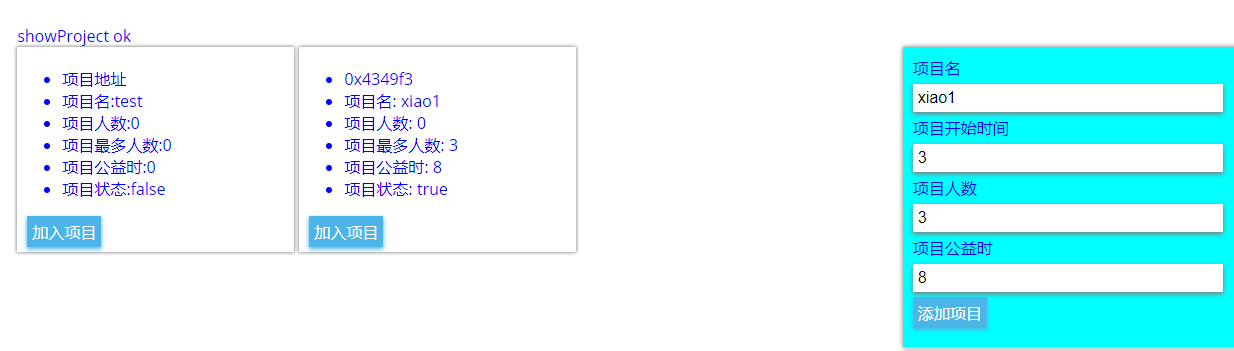 showProject ok
项目地址
项目名:test
项目人数:0
项目最多人数:0
项目公益时:0
项目状态:false
加入项目
0x4349f3
项目名: xiao1
项目人数: 0
项目最多人数: 3
项目公益时: 8
项目状态: true
加入项目
项目名
xiao1
项目开始时间
3
项目人数
3
项目公益时
8
添加项目